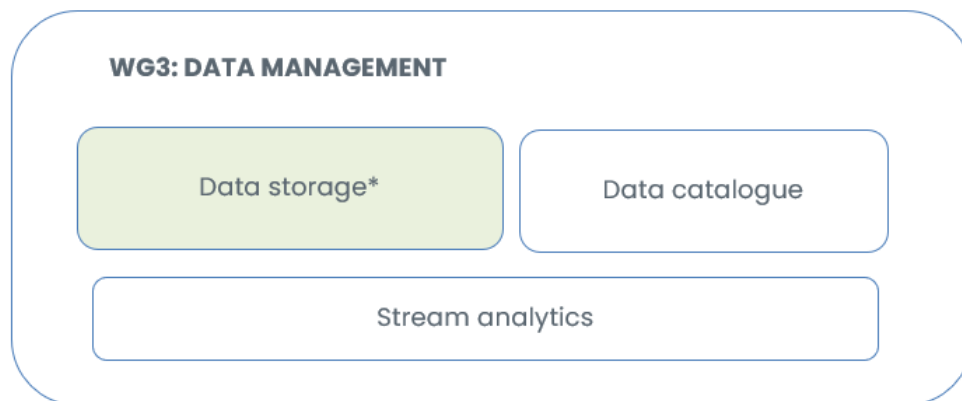 WG3: DATA MANAGEMENT
Data storage*
Data catalogue
Stream analytics